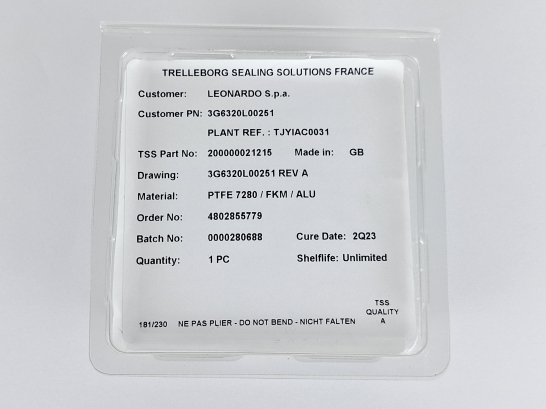 TRELLEBORG SEALING SOLUTIONS FRANCE
Customer: LEONARDO S.p.a.
Customer PN: 3G6320L00251
PLANT REF. : TJYIAC0031
TSS Part No: 200000021215 Made in: GB
Drawing: 3G6320L00251 REV A
Material: PTFE 7280 / FKM / ALU
Order No: 4802855779
Batch No: 0000280688 Cure Date: 2Q23
Quantity: 1 PC Shelflife: Unlimited
TSS
QUALITY
181/230 NE PAS PLIER - DO NOT BEND - NICHT FALTEN A